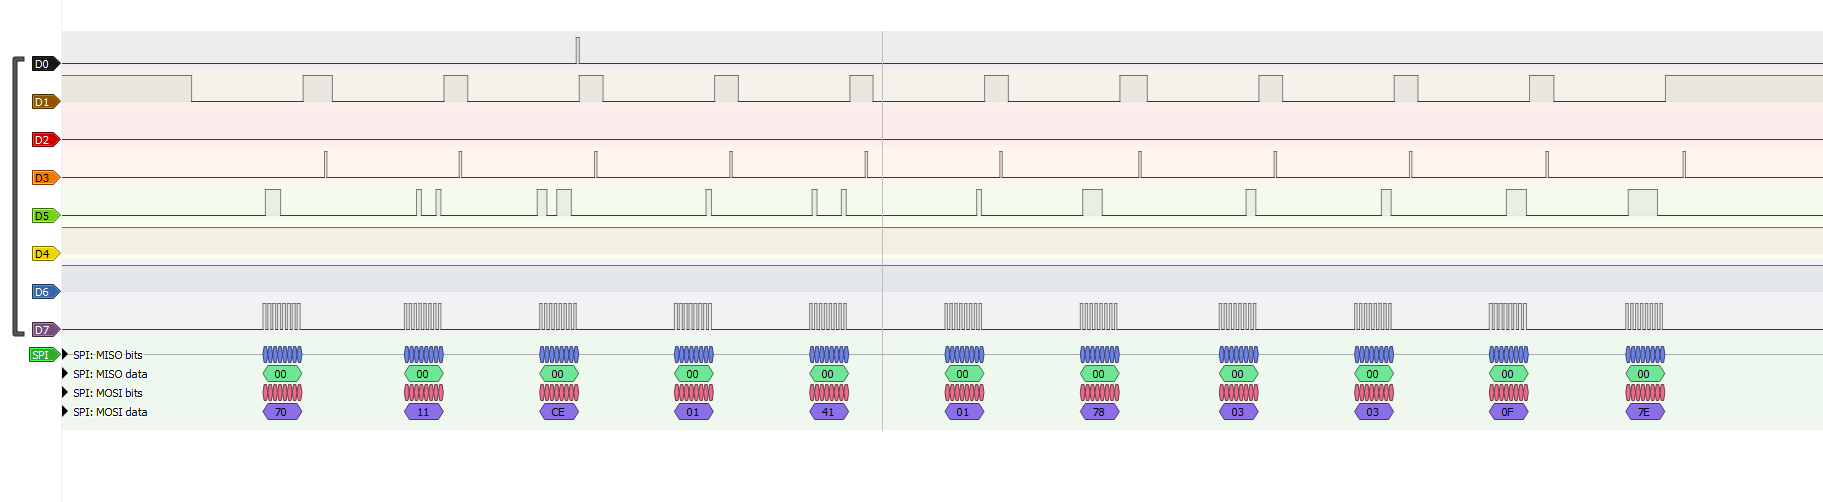 D0
D1
D2
D3
D5
D4
D6
D7
SPI SPI: MISO bits
SPI: MISO data 00 00 00 00 00 00 00 00 00 00 00
SPI: MOSI bits
SPI: MOSI data 70 11 CE 01 41 01 78 03 03 0F 7E